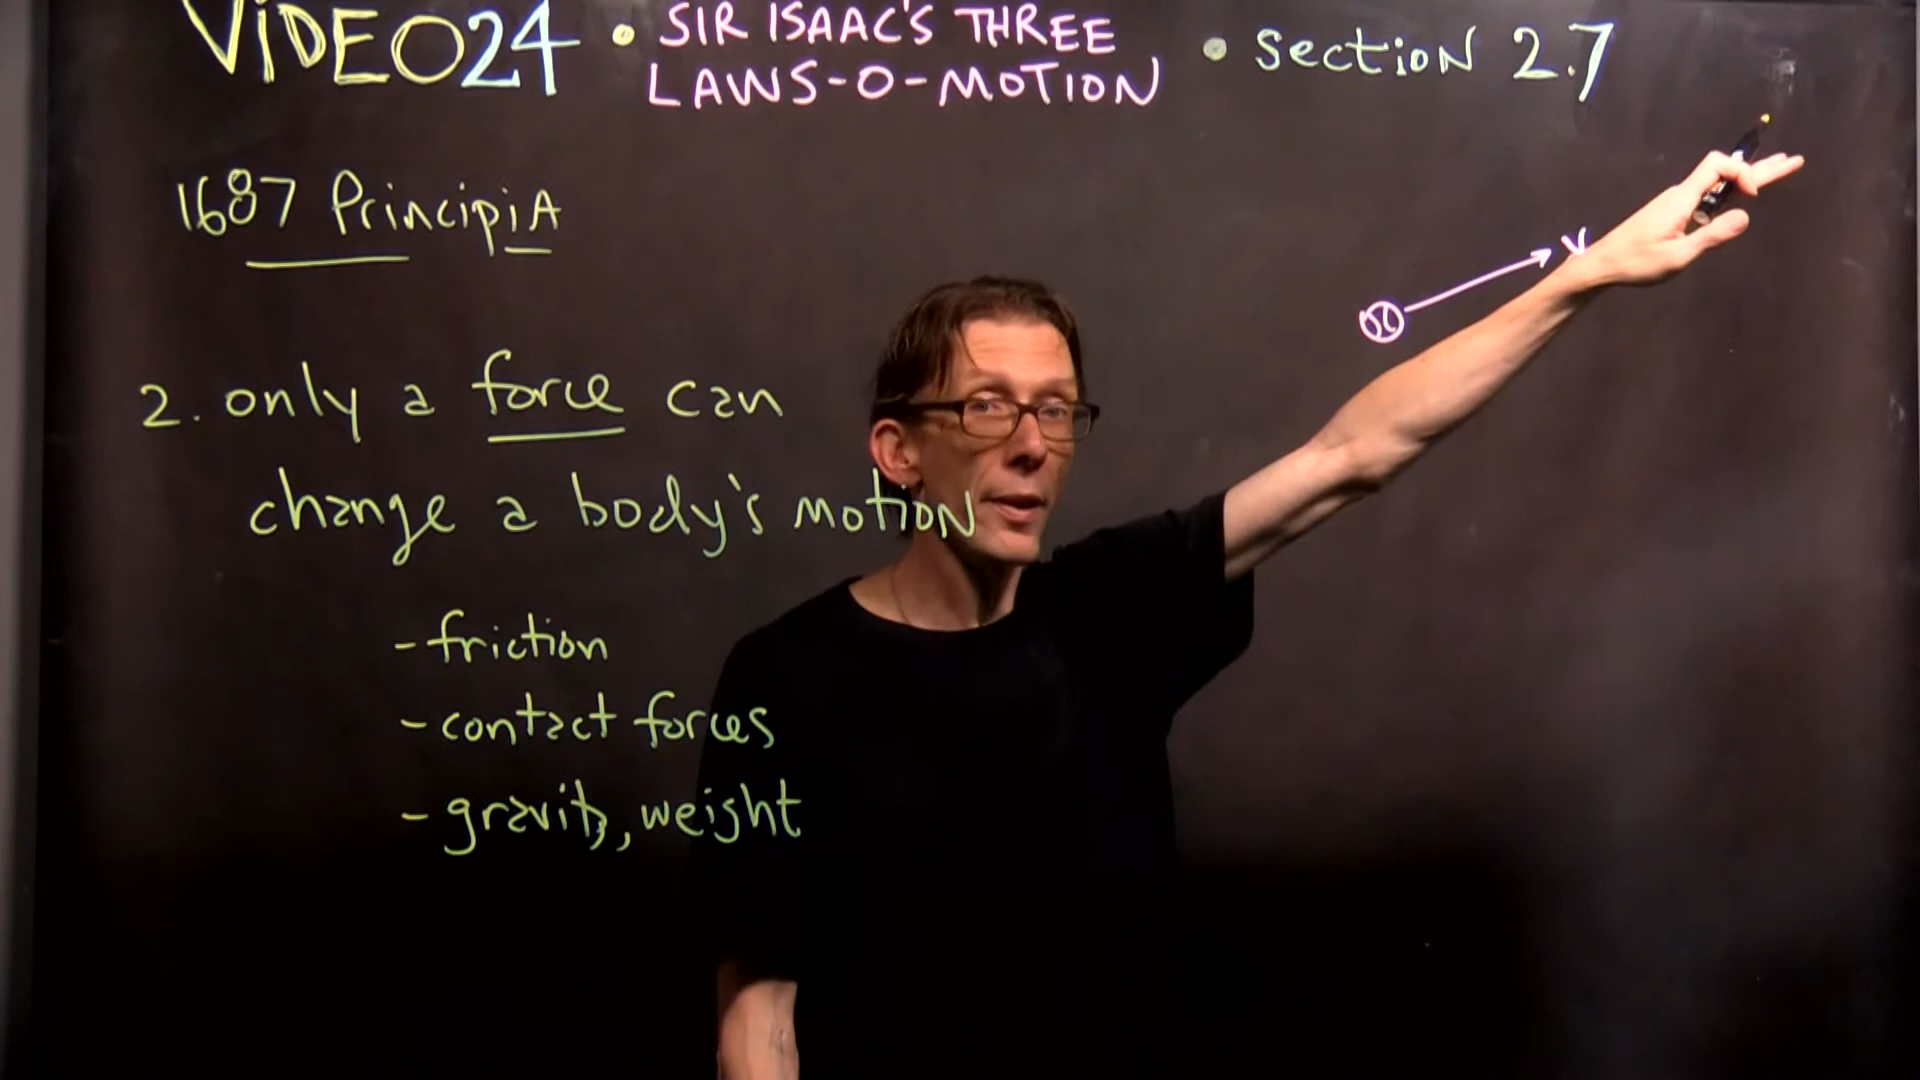 VIDEO24 • SIR ISAAC'S THREE LAWS-O-MOTION • SECTION 2.7
1687 PrincipiA
2. only a force can
change a body's motion
- friction
- contact forces
- gravity, weight
V